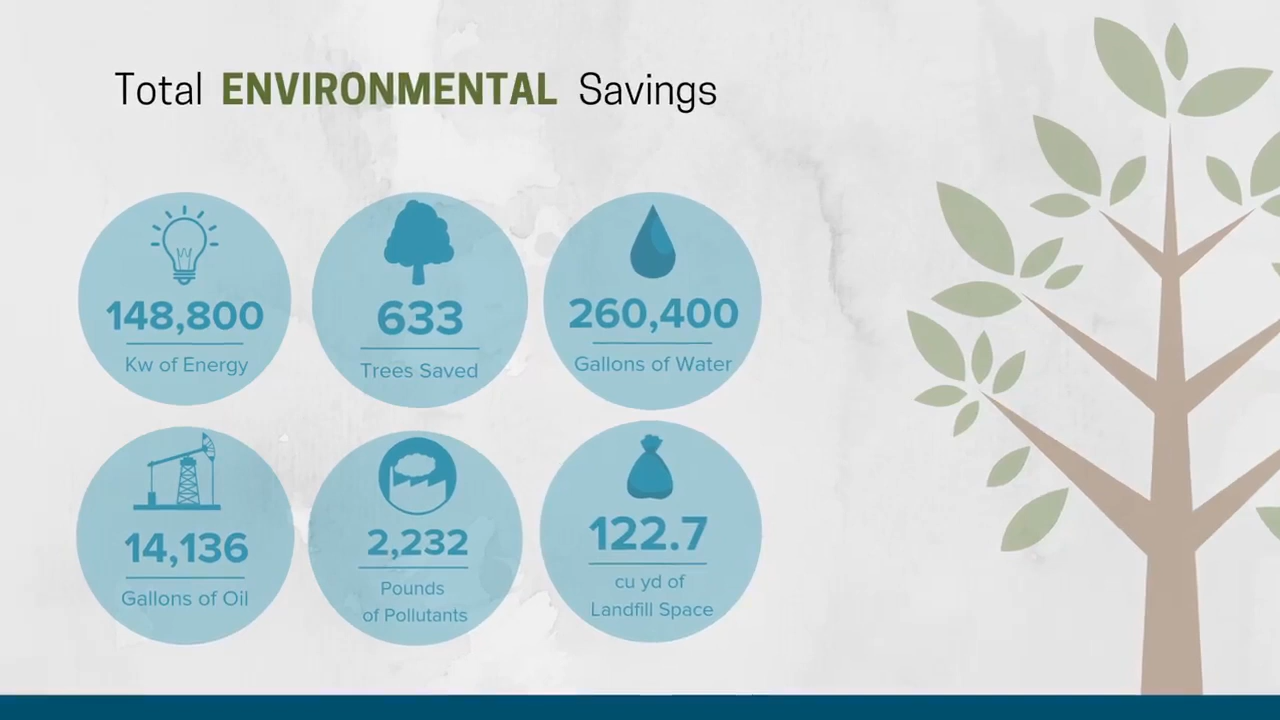 Total ENVIRONMENTAL Savings
148,800
Kw of Energy
633
Trees Saved
260,400
Gallons of Water
14,136
Gallons of Oil
2,232
Pounds
of Pollutants
122.7
cu yd of
Landfill Space